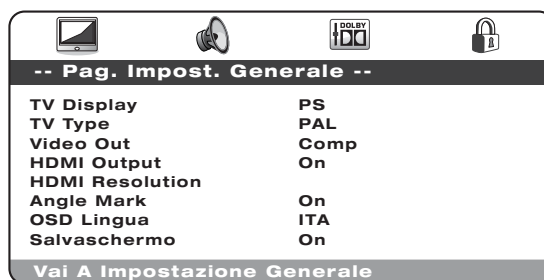 DOLBY
-- Pag. Impost. Generale --
TV Display PS
TV Type PAL
Video Out Comp
HDMI Output On
HDMI Resolution
Angle Mark On
OSD Lingua ITA
Salvaschermo On
Vai A Impostazione Generale